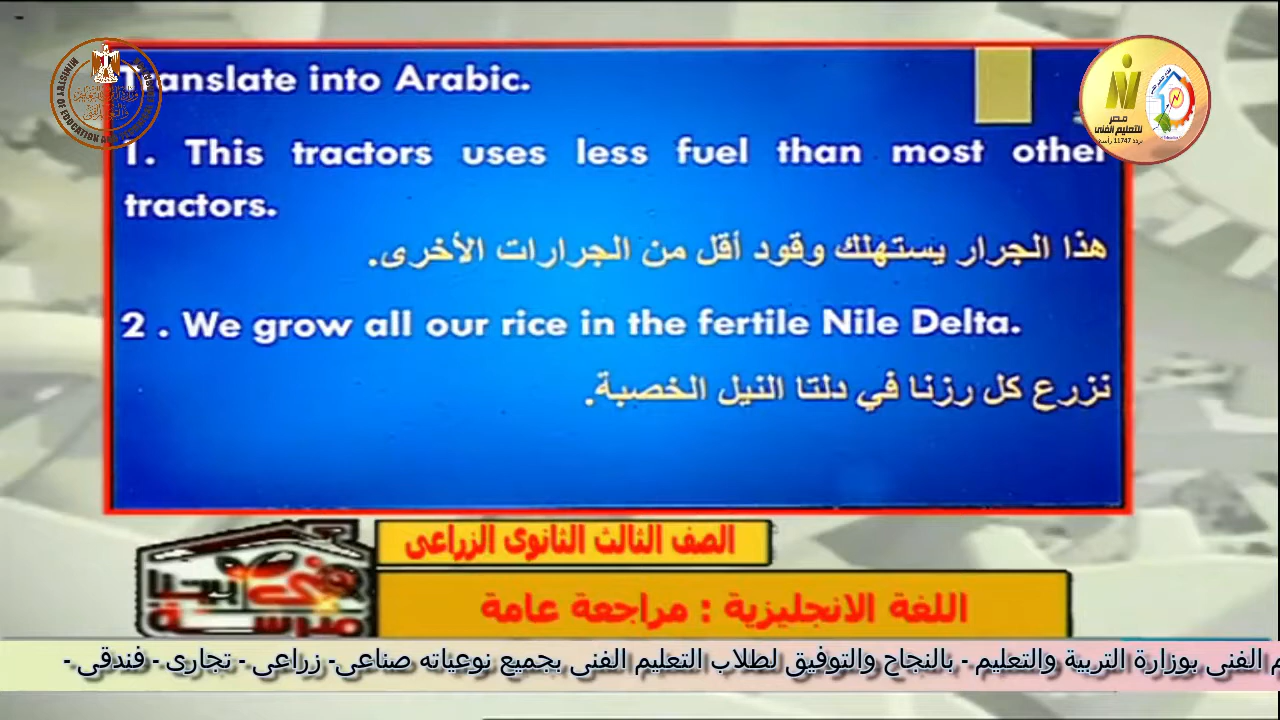 Translate into Arabic.
1. This tractors uses less fuel than most other
tractors.
هذا الجرار يستهلك وقود أقل من الجرارات الأخرى.
2 . We grow all our rice in the fertile Nile Delta.
نزرع كل رزنا في دلتا النيل الخصبة.
مصر
للتعليم الفنى
الصف الثالث الثانوى الزراعى
اللغة الانجليزية : مراجعة عامة
الفنى بوزارة التربية والتعليم - بالنجاح والتوفيق لطلاب التعليم الفنى بجميع نوعياته صناعى- زراعى - تجارى - فندقى -